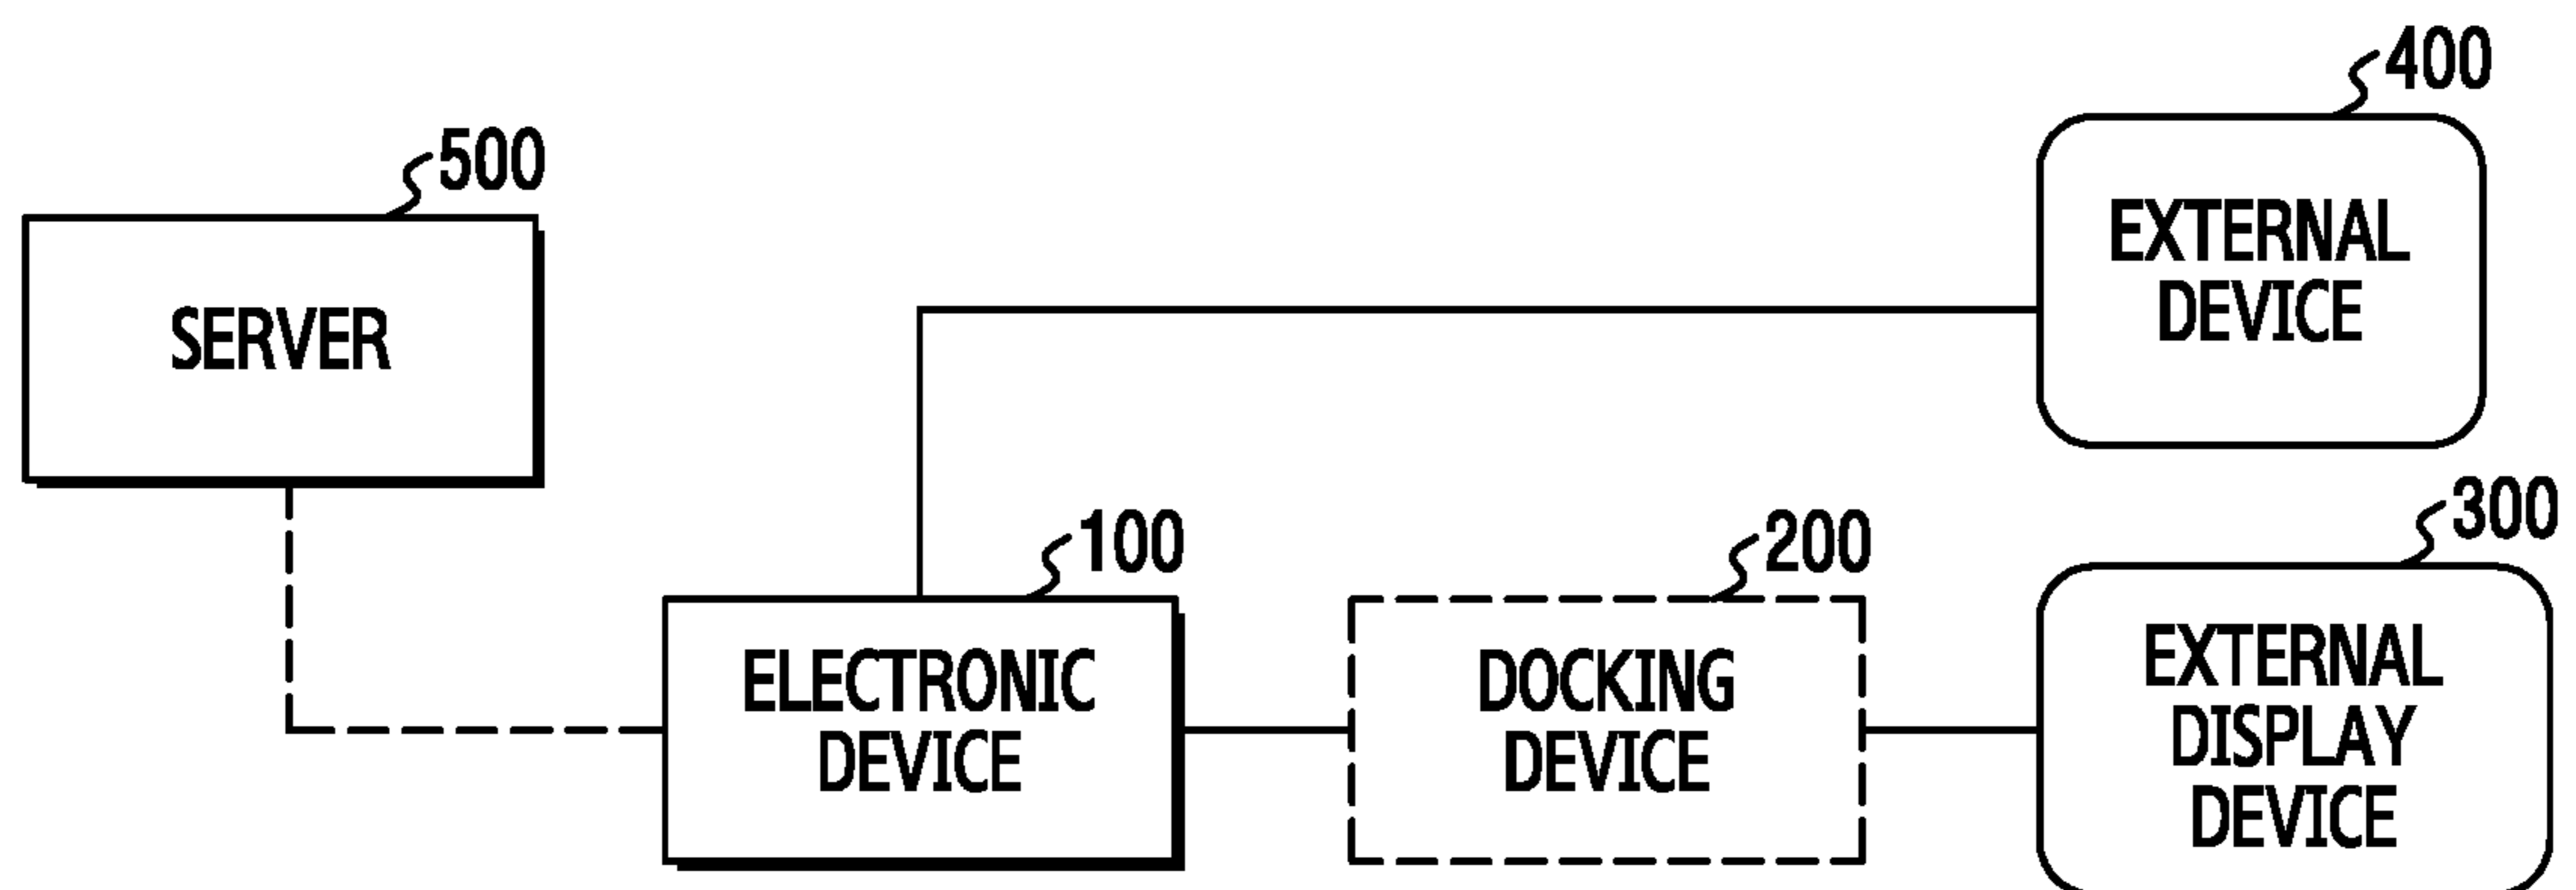 400
500
SERVER
EXTERNAL
DEVICE
100
200
300
ELECTRONIC
DEVICE
DOCKING
DEVICE
EXTERNAL
DISPLAY
DEVICE